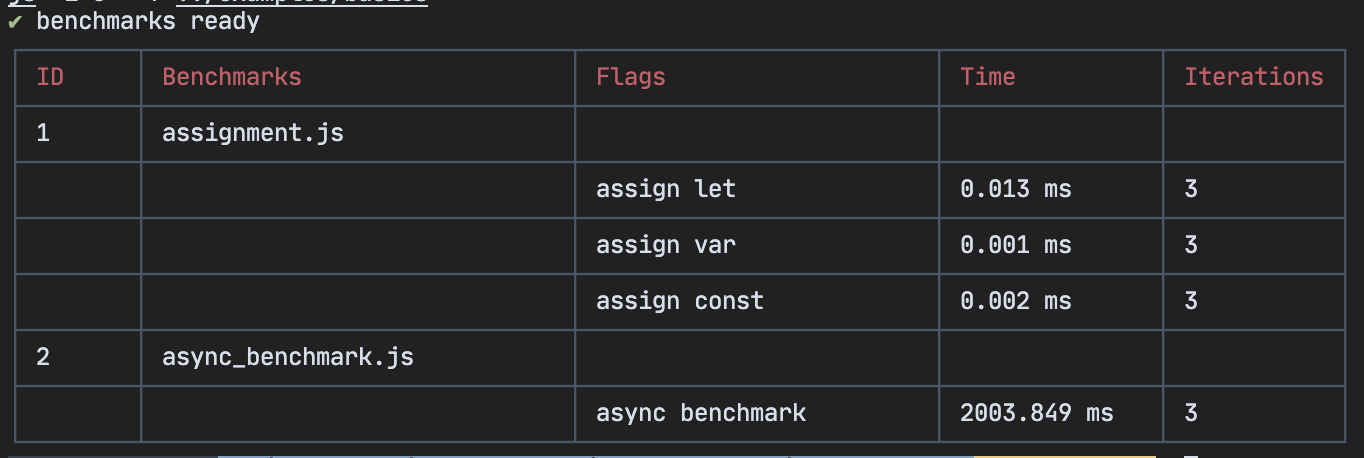 ✔ benchmarks ready
ID Benchmarks Flags Time Iterations
1 assignment.js
assign let 0.013 ms 3
assign var 0.001 ms 3
assign const 0.002 ms 3
2 async_benchmark.js
async benchmark 2003.849 ms 3